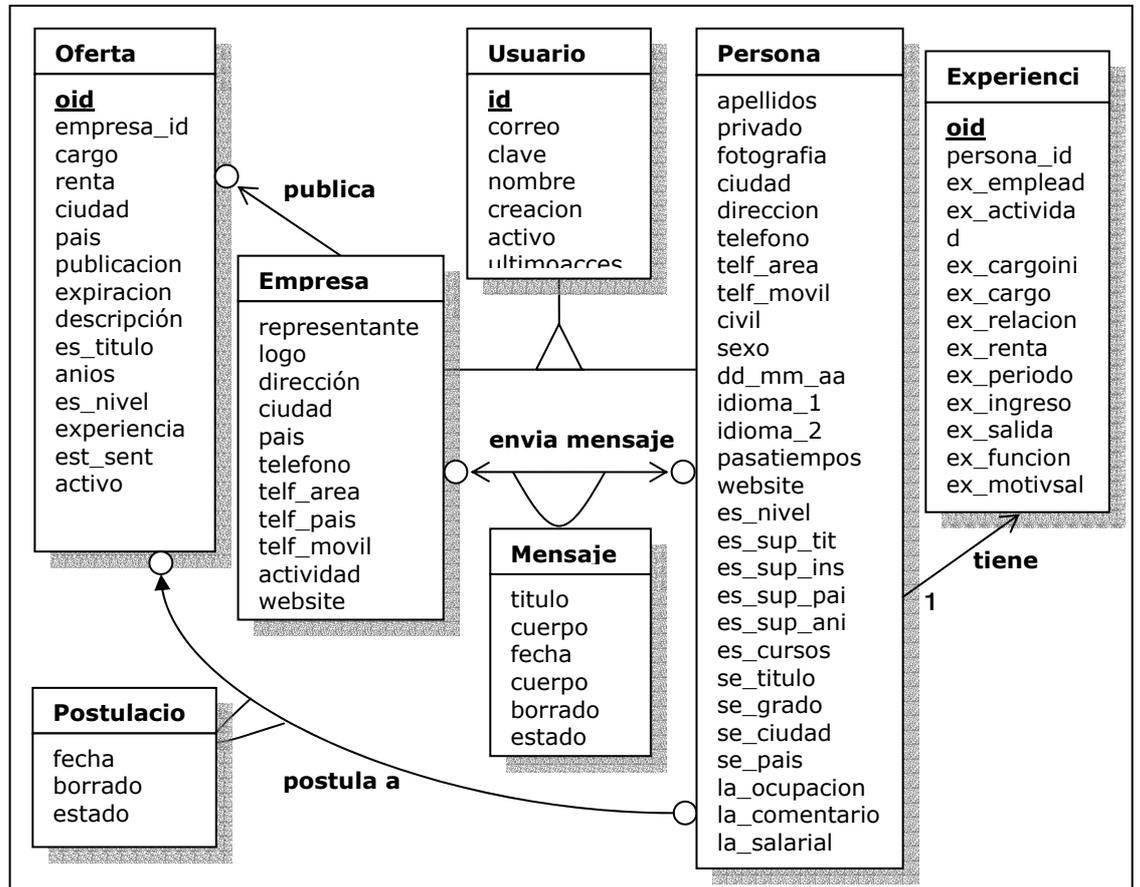 Oferta
oid
empresa_id
cargo
renta
ciudad
pais
publicacion
expiracion
descripción
es_titulo
anios
es_nivel
experiencia
est_sent
activo
publica
Empresa
representante
logo
dirección
ciudad
pais
telefono
telf_area
telf_pais
telf_movil
actividad
website
Usuario
id
correo
clave
nombre
creacion
activo
ultimoacces
envia mensaje
Mensaje
titulo
cuerpo
fecha
cuerpo
borrado
estado
Persona
apellidos
privado
fotografia
ciudad
direccion
telefono
telf_area
telf_movil
civil
sexo
dd_mm_aa
idioma_1
idioma_2
pasatiempos
website
es_nivel
es_sup_tit
es_sup_ins
es_sup_pai
es_sup_ani
es_cursos
se_titulo
se_grado
se_ciudad
se_pais
la_ocupacion
la_comentario
la_salarial
Experienci
oid
persona_id
ex_emplead
ex_activida
d
ex_cargoini
ex_cargo
ex_relacion
ex_renta
ex_periodo
ex_ingreso
ex_salida
ex_funcion
ex_motivsal
tiene
1
Postulacio
fecha
borrado
estado
postula a